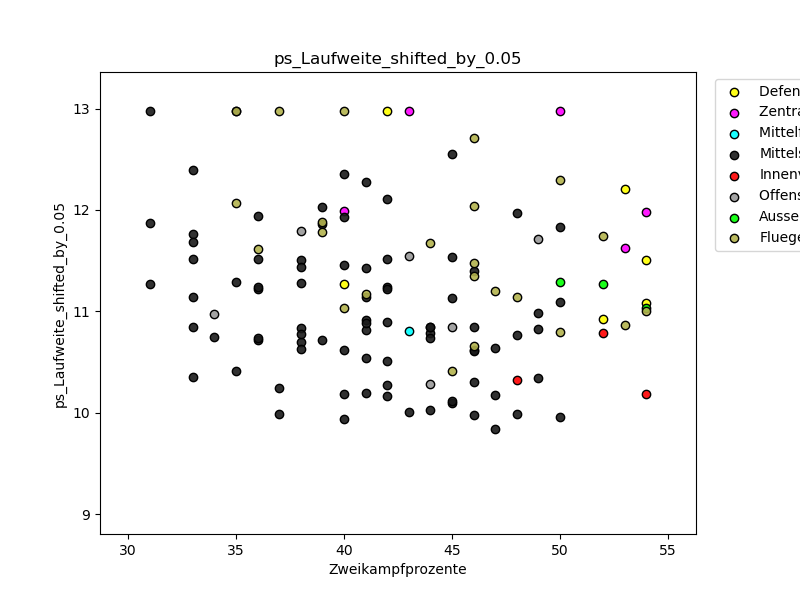 ps_Laufweite_shifted_by_0.05
13
12
11
10
9
ps_Laufweite_shifted_by_0.05
30 35 40 45 50 55
Zweikampfprozente
Defen
Zentra
Mittelf
Mittels
Innenv
Offens
Ausse
Fluege